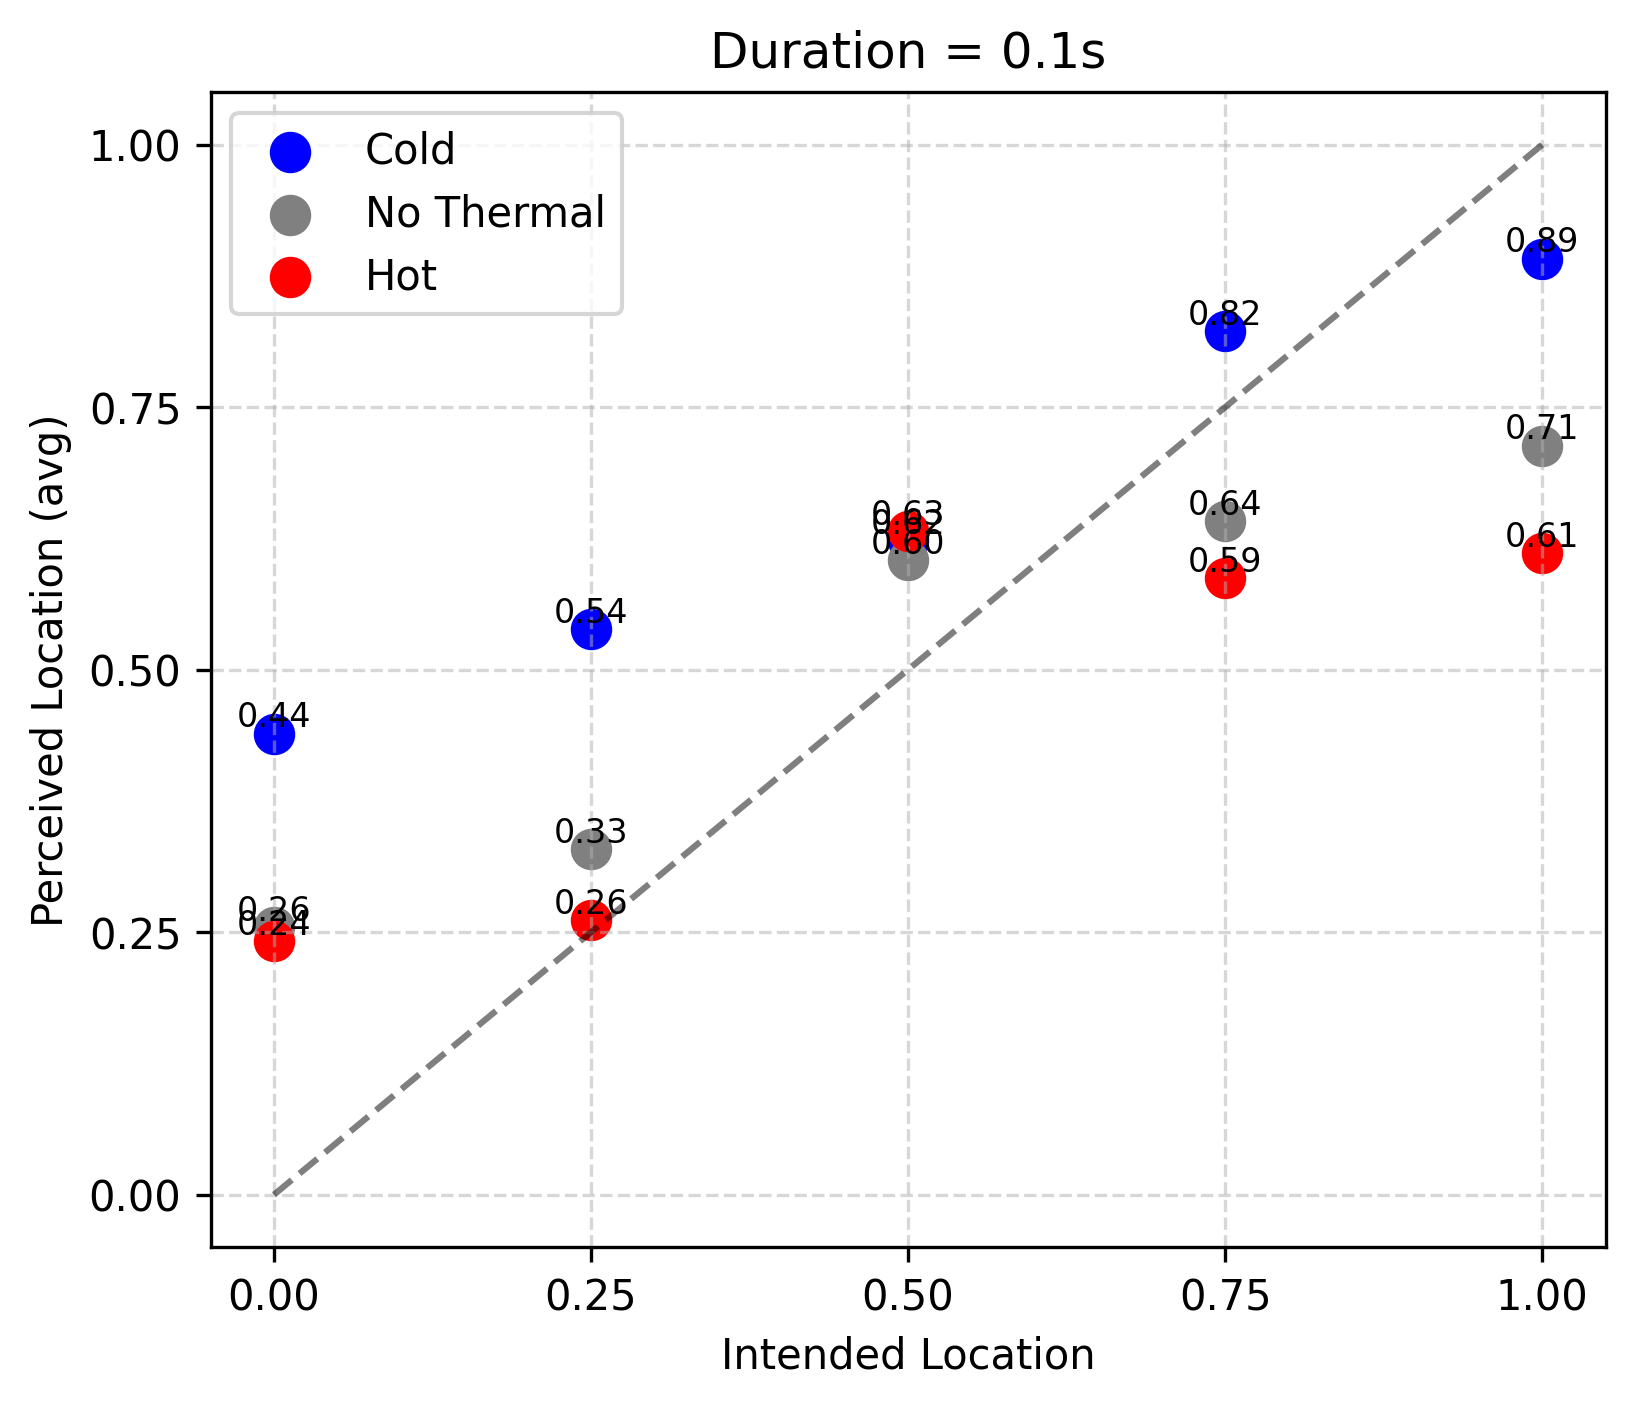 Duration = 0.1s
Cold
No Thermal
Hot
1.00
0.75
0.50
0.25
0.00
Perceived Location (avg)
0.44
0.26
0.24
0.54
0.33
0.26
0.63
0.62
0.60
0.82
0.64
0.59
0.89
0.71
0.61
0.00 0.25 0.50 0.75 1.00
Intended Location